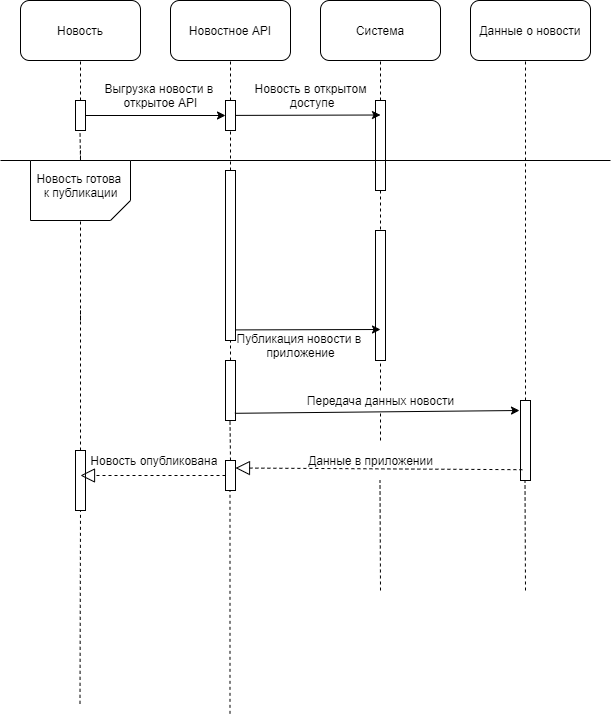 Новость
Новостное API
Система
Данные о новости
Выгрузка новости в
открытое API
Новость в открытом
доступе
Новость готова
к публикации
Публикация новости в
приложение
Передача данных новости
Новость опубликована
Данные в приложении